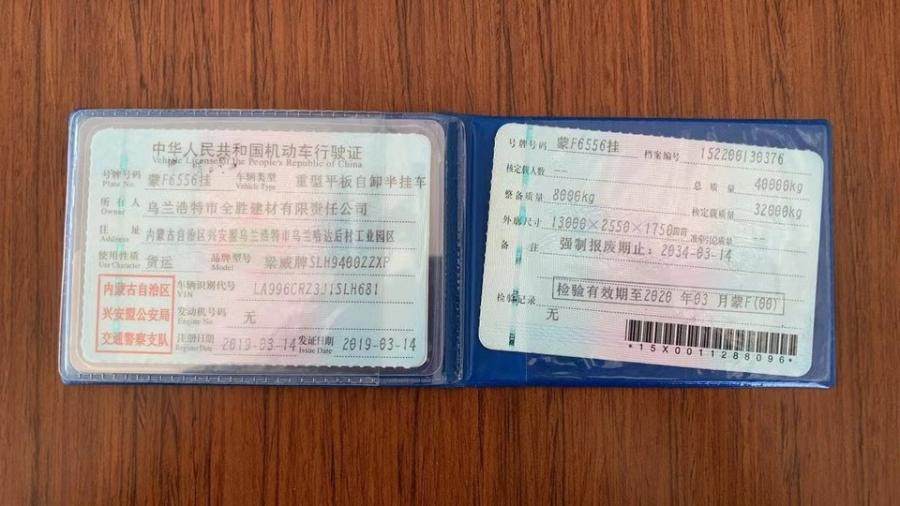 中华人民共和国机动车行驶证
Vehicle License of the People's Republic of China
号牌号码 蒙F6556挂 车辆类型 重型平板自卸半挂车
Plate No. Vehicle Type
所有人 乌兰浩特市全胜建材有限责任公司
Owner
住址 内蒙古自治区兴安盟乌兰浩特市乌兰哈达后村工业园区
Address
使用性质 货运 品牌型号 梁威牌SLH9400ZZXP
Use Character Model
内蒙古自治区
兴安盟公安局
交通警察支队
车辆识别代号 LA996CRZ3J1SLH681
VIN
发动机号码 无
Engine No.
注册日期 2019-03-14 发证日期 2019-03-14
Register Date Issue Date
号牌号码 蒙F6556挂 档案编号 152200130376
核定载人数 -- 总质量 40000kg
整备质量 8000kg 核定载质量 32000kg
外廓尺寸 13000×2550×1750 准牵引总质量 --
备注 强制报废期止：2034-03-14
检验记录 检验有效期至2020年03月蒙F(00)
无
*15X0011288096*